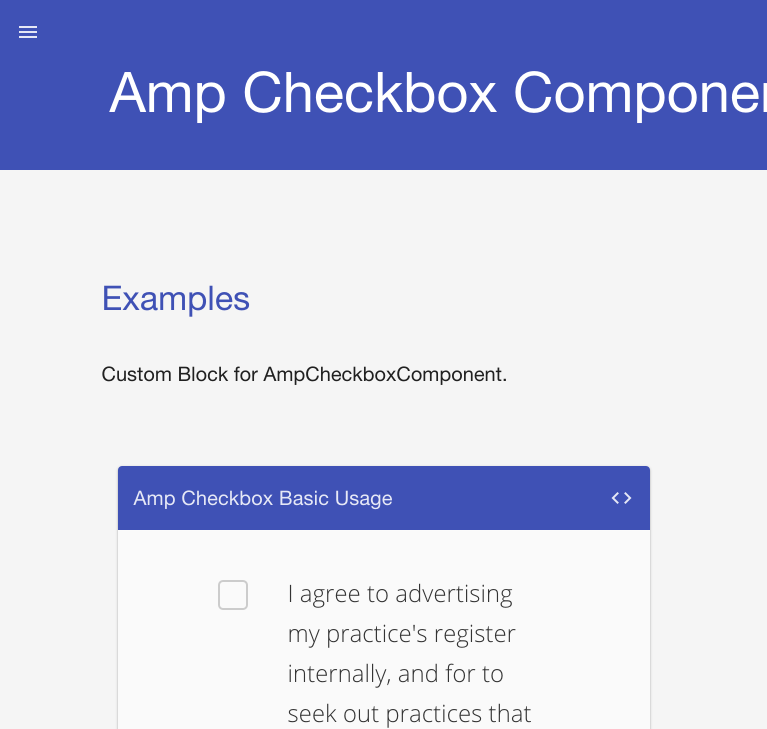 Amp Checkbox Compone
Examples
Custom Block for AmpCheckboxComponent.
Amp Checkbox Basic Usage
<>
I agree to advertising
my practice's register
internally, and for to
seek out practices that